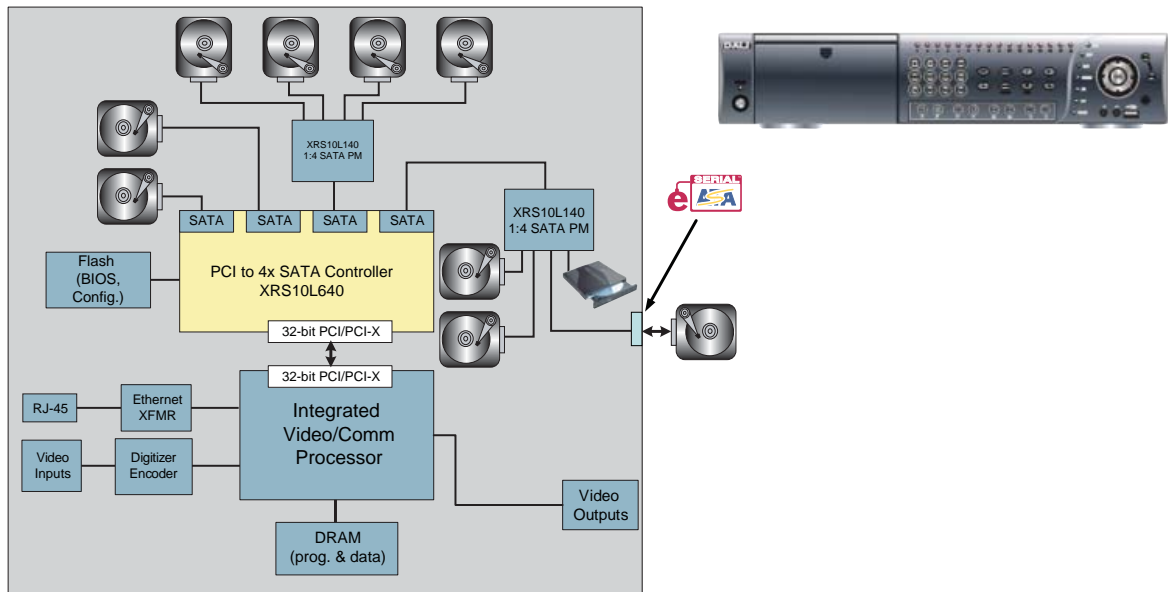 DALI
XRS10L140
1:4 SATA PM
SERIAL
e
ATA
XRS10L140
1:4 SATA PM
SATA
SATA
SATA
SATA
PCI to 4x SATA Controller
XRS10L640
Flash
(BIOS,
Config.)
32-bit PCI/PCI-X
32-bit PCI/PCI-X
Integrated
Video/Comm
Processor
RJ-45
Ethernet
XFMR
Video
Inputs
Digitizer
Encoder
Video
Outputs
DRAM
(prog. & data)